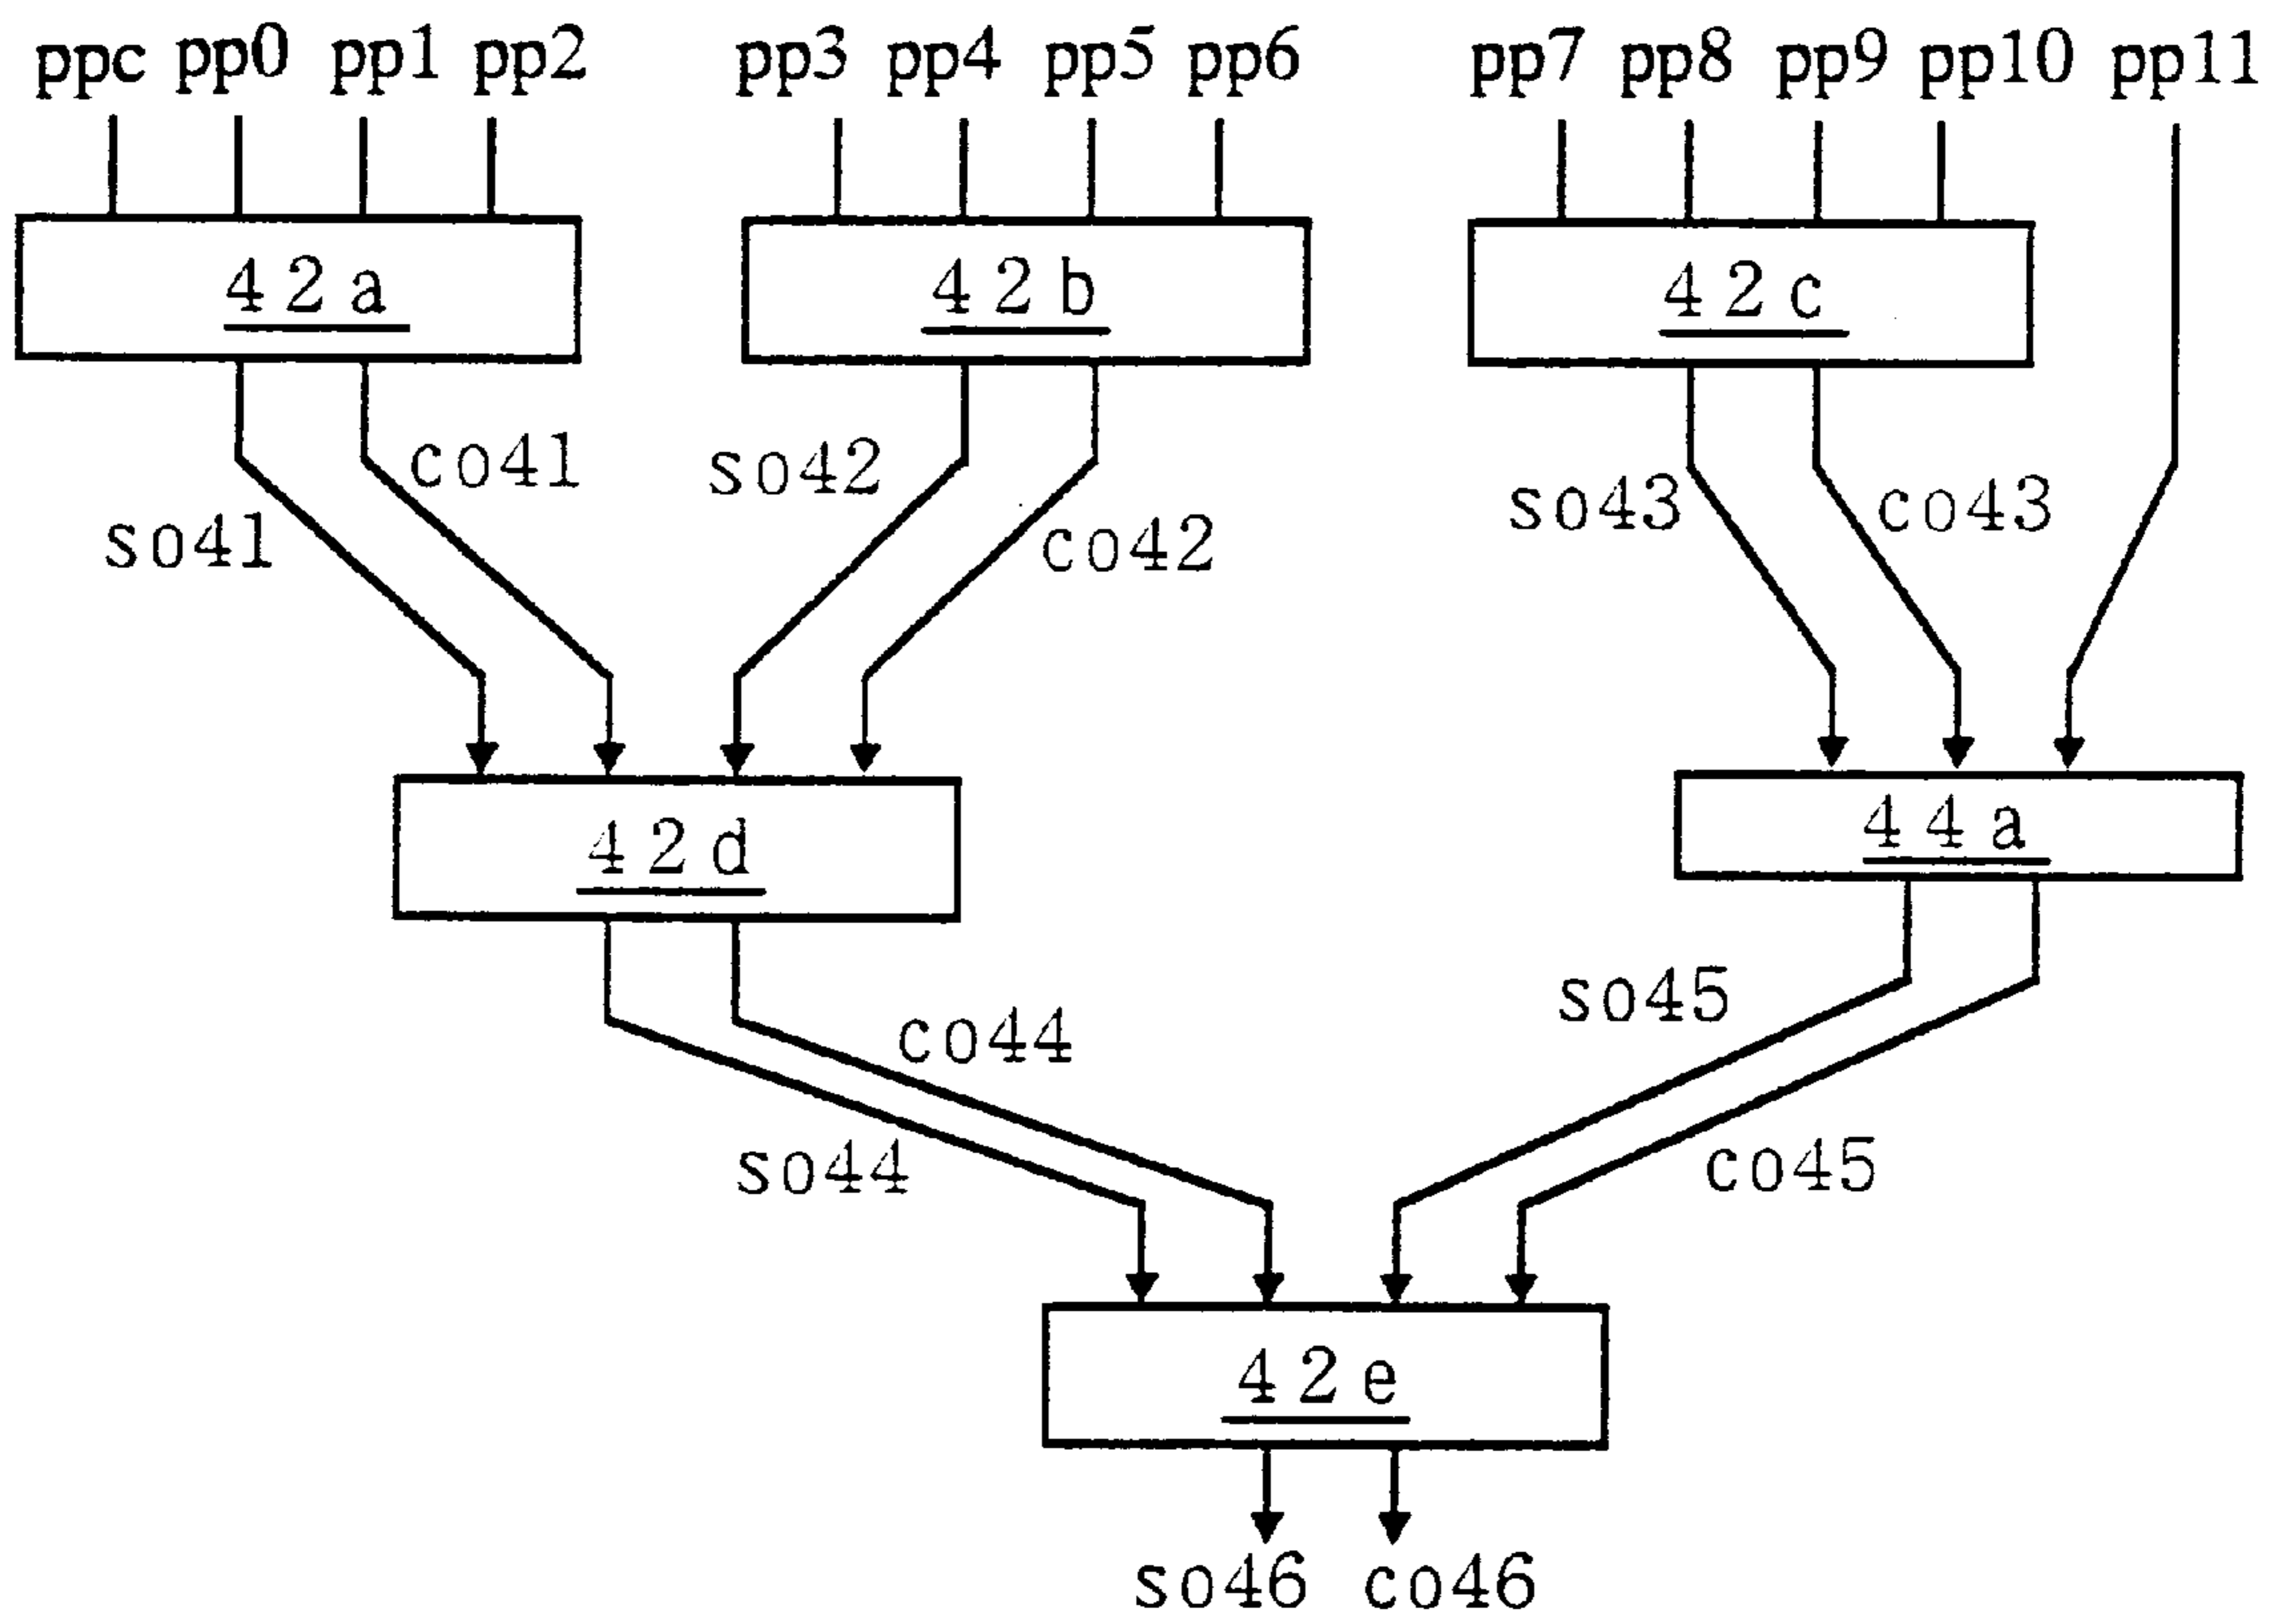 ppc pp0 pp1 pp2 pp3 pp4 pp5 pp6 pp7 pp8 pp9 pp10 pp11
42a 42b 42c
co41 so42 so43 co43
so41 co42
42d 44a
so45
co44
so44 co45
42e
so46 co46